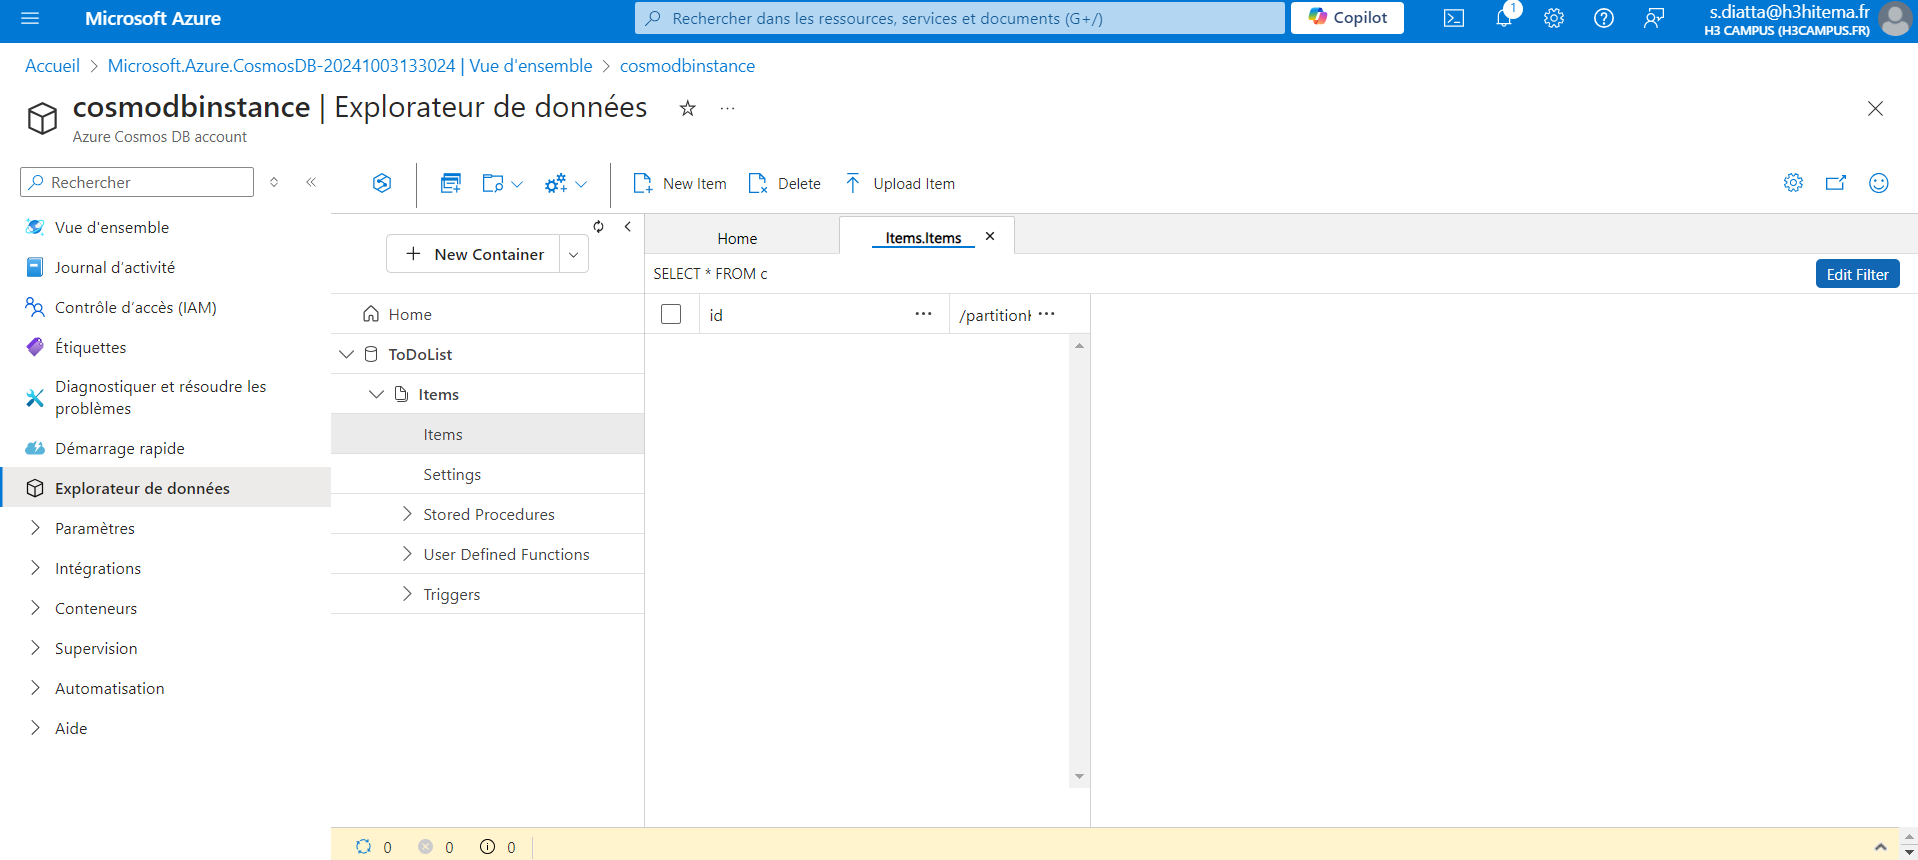 Microsoft Azure
Rechercher dans les ressources, services et documents (G+/)
Copilot
1
s.diatta@h3hitema.fr
H3 CAMPUS (H3CAMPUS.FR)
Accueil > Microsoft.Azure.CosmosDB-20241003133024 | Vue d'ensemble > cosmodbinstance
cosmodbinstance | Explorateur de données
Azure Cosmos DB account
Rechercher
New Item
Delete
Upload Item
Vue d'ensemble
Journal d’activité
Contrôle d’accès (IAM)
Étiquettes
Diagnostiquer et résoudre les
problèmes
Démarrage rapide
Explorateur de données
Paramètres
Intégrations
Conteneurs
Supervision
Automatisation
Aide
New Container
Home
ToDoList
Items
Items
Settings
Stored Procedures
User Defined Functions
Triggers
Home
Items.Items
SELECT * FROM c
Edit Filter
id
/partition
0 0 0